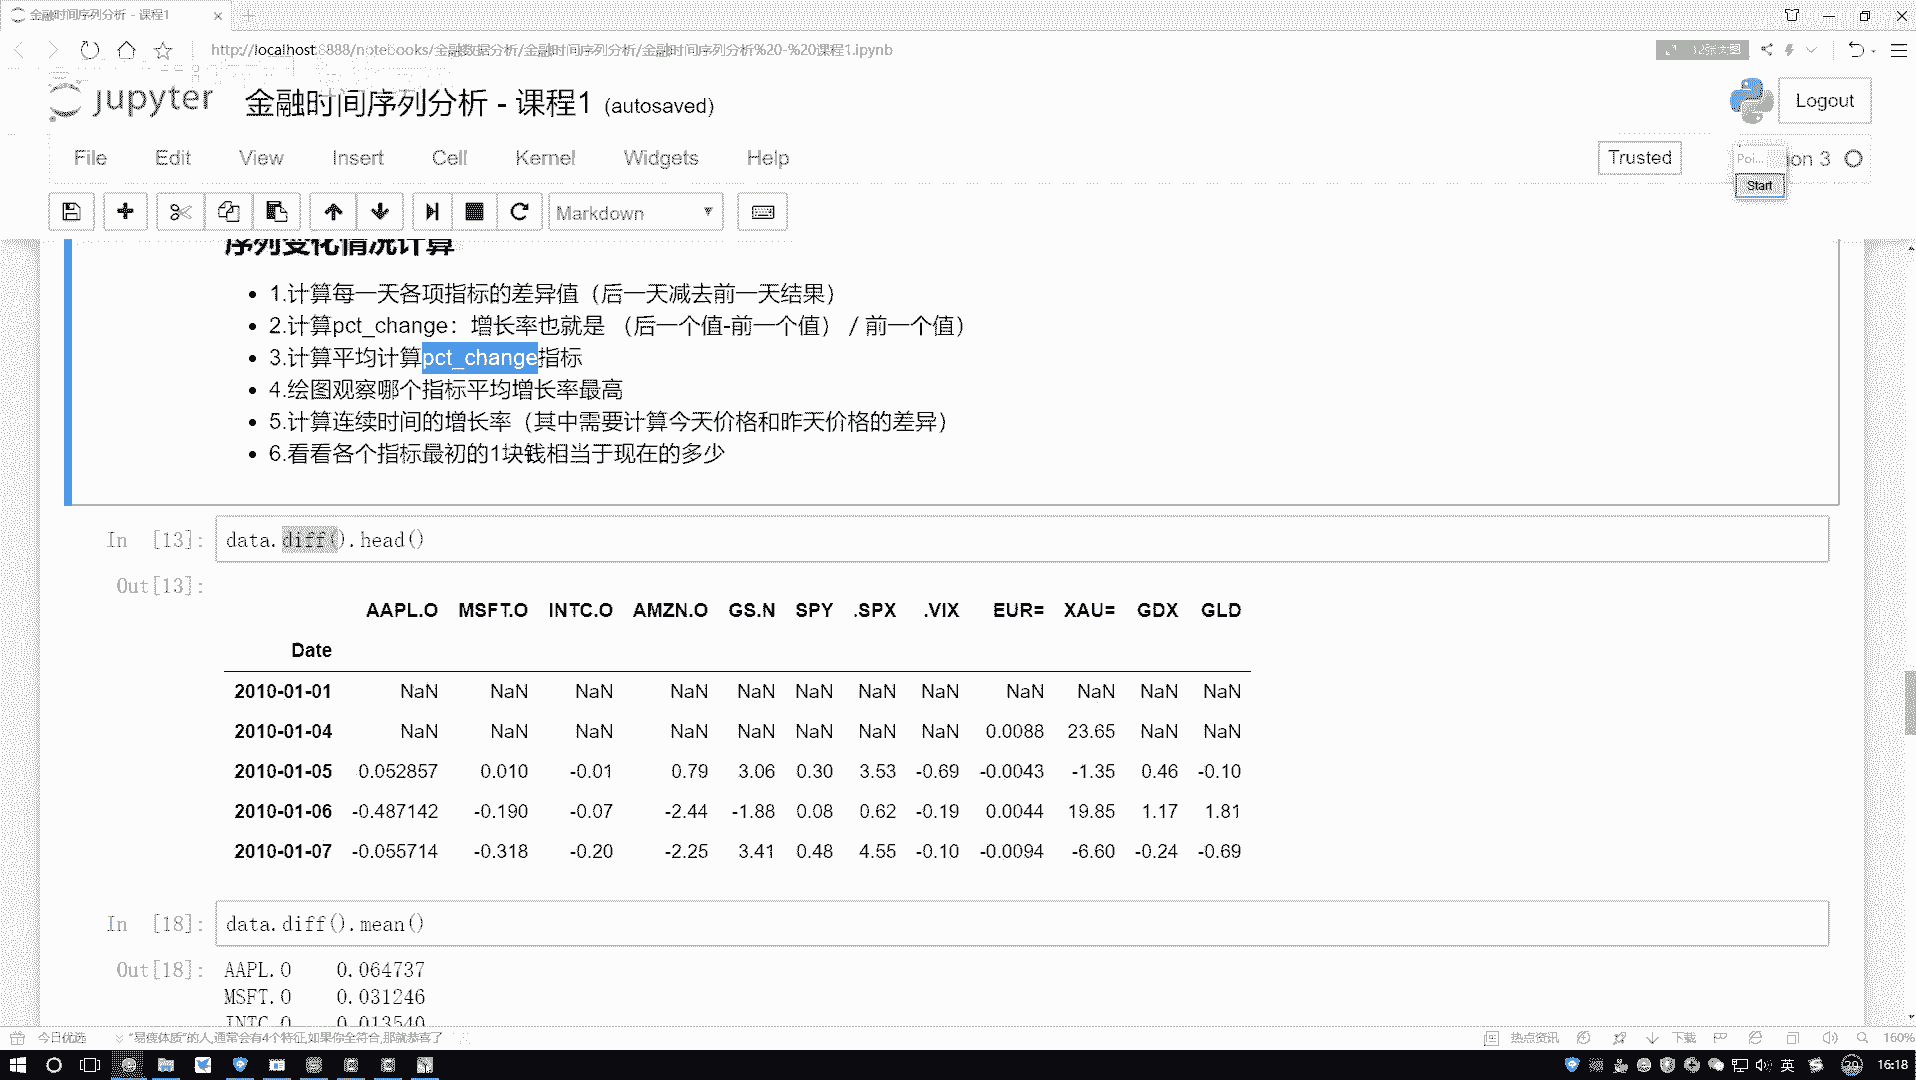 金融时间序列分析 - 课程1
http://localhost:8888/notebooks/金融数据分析/金融时间序列分析/金融时间序列分析%20-%20课程1.ipynb
jupyter 金融时间序列分析 - 课程1 (autosaved)
Logout
File Edit View Insert Cell Kernel Widgets Help
Trusted
Poi... on 3
Start
Markdown
序列变化情况计算
1.计算每一天各项指标的差异值（后一天减去前一天结果）
2.计算pct_change：增长率也就是 （后一个值-前一个值） / 前一个值）
3.计算平均计算pct_change指标
4.绘图观察哪个指标平均增长率最高
5.计算连续时间的增长率（其中需要计算今天价格和昨天价格的差异）
6.看看各个指标最初的1块钱相当于现在的多少
In [13]: data.diff().head()
Out[13]:
AAPL.O MSFT.O INTC.O AMZN.O GS.N SPY .SPX .VIX EUR= XAU= GDX GLD
Date
2010-01-01 NaN NaN NaN NaN NaN NaN NaN NaN NaN NaN NaN NaN
2010-01-04 NaN NaN NaN NaN NaN NaN NaN NaN 0.0088 23.65 NaN NaN
2010-01-05 0.052857 0.010 -0.01 0.79 3.06 0.30 3.53 -0.69 -0.0043 -1.35 0.46 -0.10
2010-01-06 -0.487142 -0.190 -0.07 -2.44 -1.88 0.08 0.62 -0.19 0.0044 19.85 1.17 1.81
2010-01-07 -0.055714 -0.318 -0.20 -2.25 3.41 0.48 4.55 -0.10 -0.0094 -6.60 -0.24 -0.69
In [18]: data.diff().mean()
Out[18]: AAPL.O 0.064737
MSFT.O 0.031246
INTC.O 0.013540
今日优选 “易瘦体质”的人,通常会有4个特征,如果你全符合,那就恭喜了
热点资讯 下载 160%
英 16:18